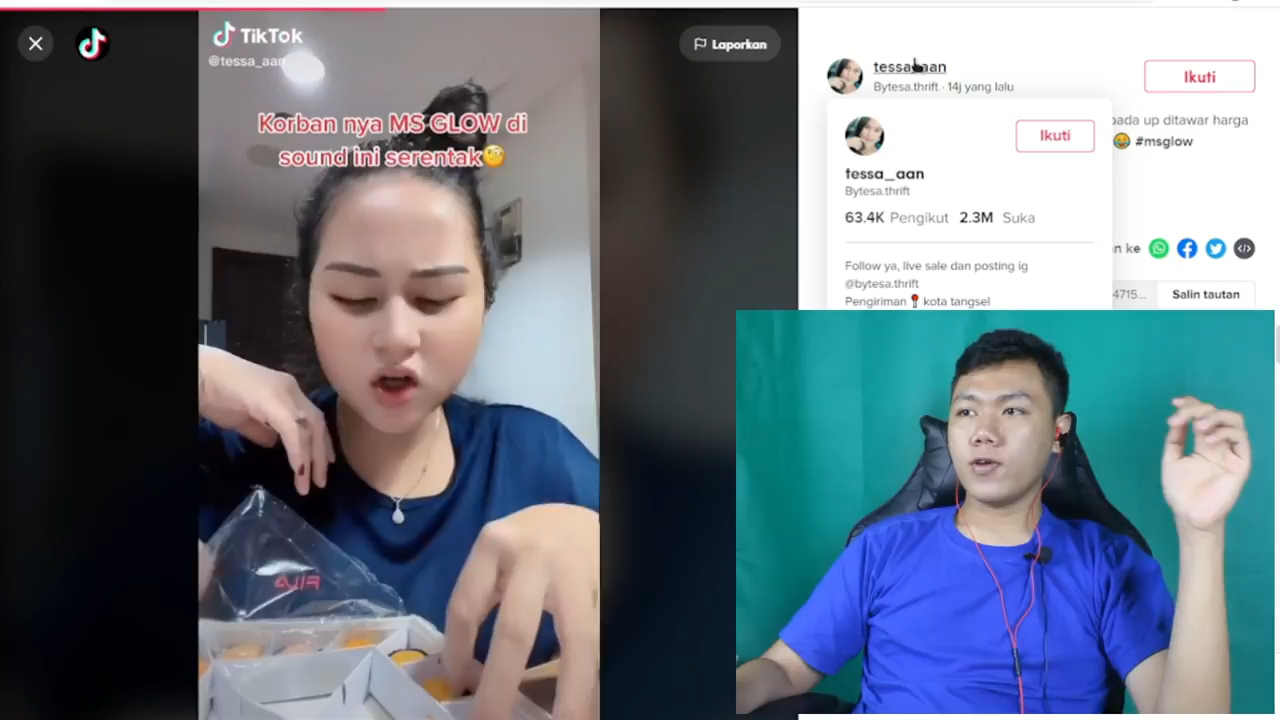 TikTok
@tessa_aan
Laporkan
Korban nya MS GLOW di
sound ini serentak🧐
FILA
tessa_aan
Bytesa.thrift · 14j yang lalu
Ikuti
pada up ditawar harga
😂 #msglow
Ikuti
tessa_aan
Bytesa.thrift
63.4K Pengikut 2.3M Suka
Follow ya, live sale dan posting ig
@bytesa.thrift
Pengiriman 📍 kota tangsel
ke
4715... Salin tautan